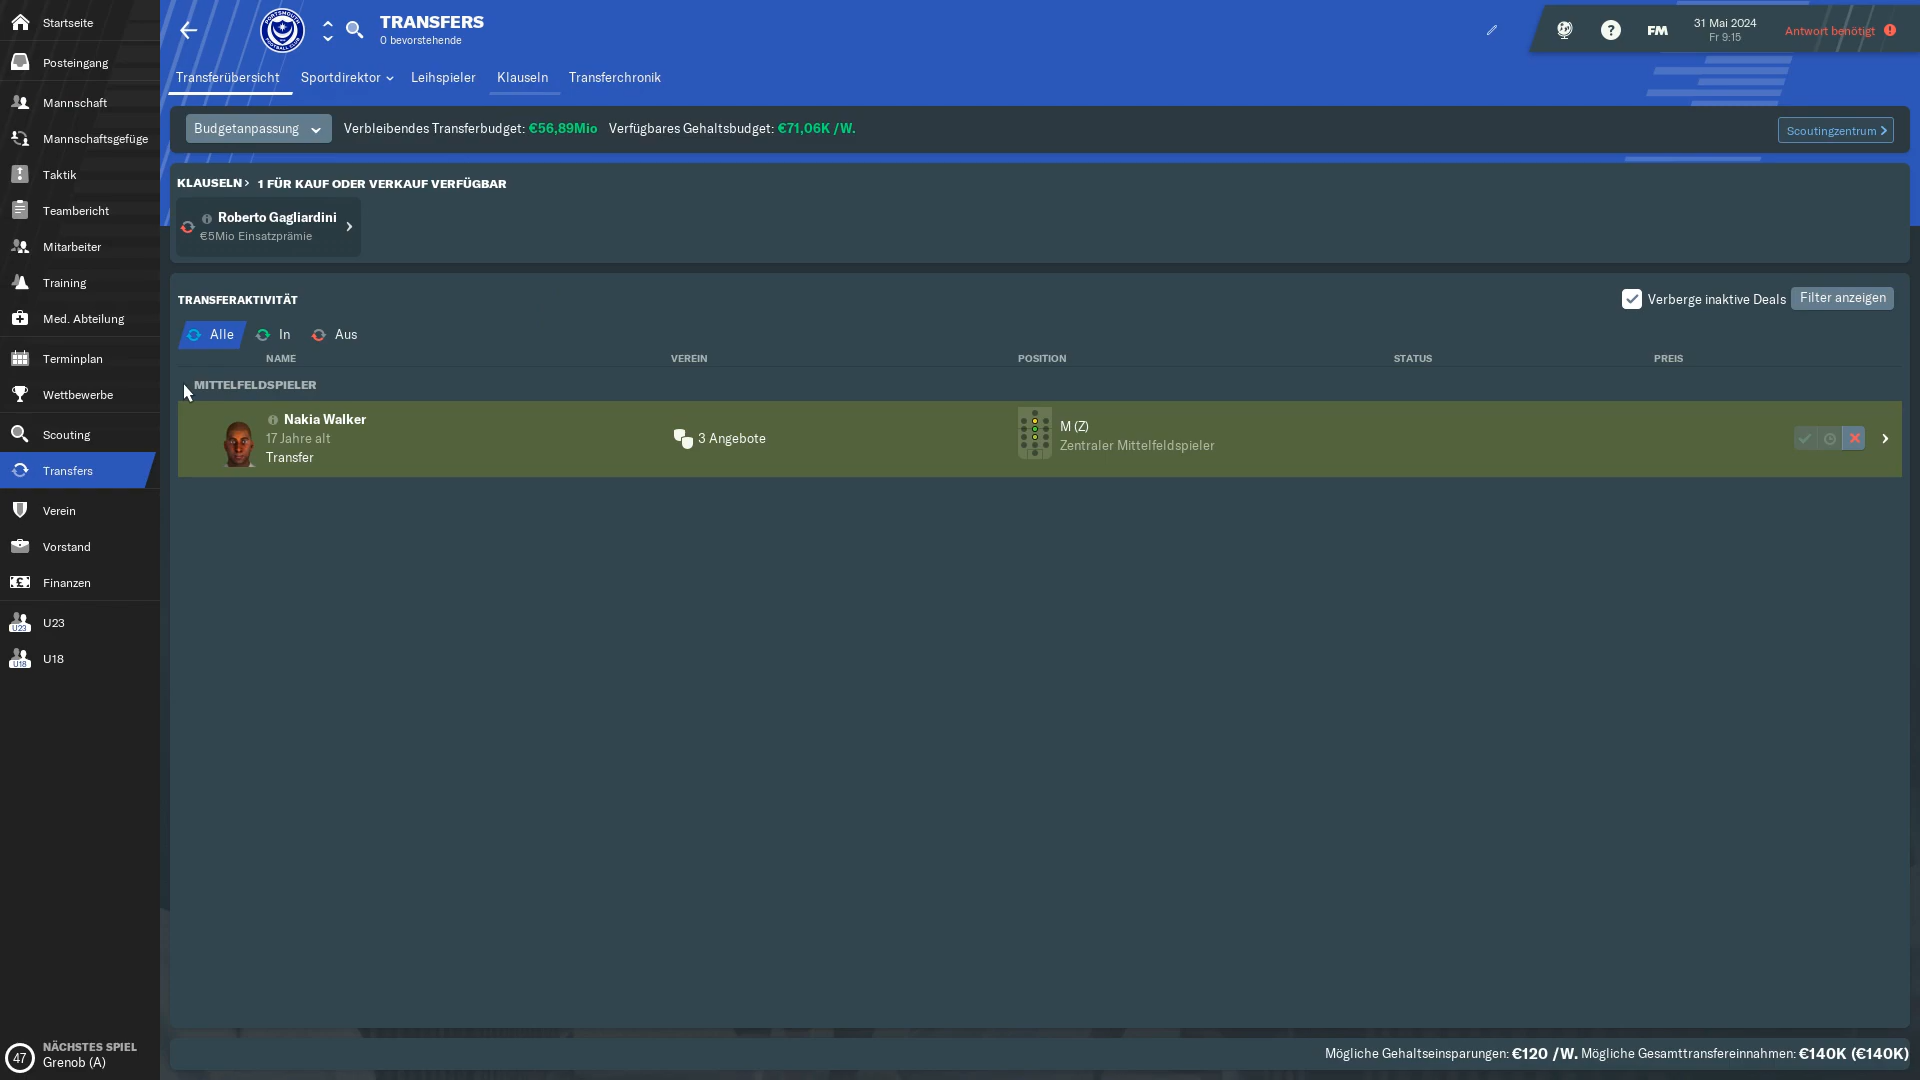 Startseite
Posteingang
Mannschaft
Mannschaftsgefüge
Taktik
Teambericht
Mitarbeiter
Training
Med. Abteilung
Terminplan
Wettbewerbe
Scouting
Transfers
Verein
Vorstand
Finanzen
U23
U23
U18
U18
47
NÄCHSTES SPIEL
Grenob (A)
TRANSFERS
0 bevorstehende
? FM
31 Mai 2024
Fr 9:15
Antwort benötigt
Transferübersicht Sportdirektor Leihspieler Klauseln Transferchronik
Budgetanpassung Verbleibendes Transferbudget: €56,89Mio Verfügbares Gehaltsbudget: €71,06K /W. Scoutingzentrum
KLAUSELN › 1 FÜR KAUF ODER VERKAUF VERFÜGBAR
Roberto Gagliardini
€5Mio Einsatzprämie
TRANSFERAKTIVITÄT
Verberge inaktive Deals Filter anzeigen
Alle In Aus
NAME VEREIN POSITION STATUS PREIS
MITTELFELDSPIELER
Nakia Walker
17 Jahre alt
Transfer
3 Angebote
M (Z)
Zentraler Mittelfeldspieler
Mögliche Gehaltseinsparungen: €120 /W. Mögliche Gesamttransfereinnahmen: €140K (€140K)